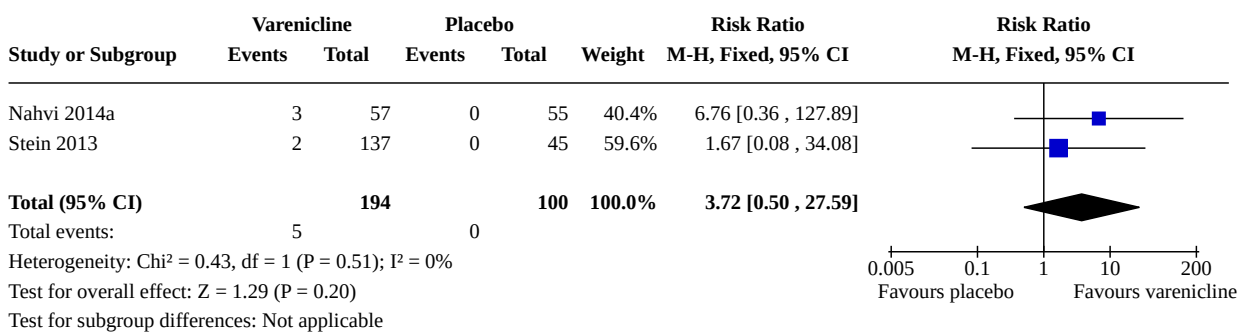 Varenicline Placebo Risk Ratio Risk Ratio
Study or Subgroup Events Total Events Total Weight M-H, Fixed, 95% CI M-H, Fixed, 95% CI
Nahvi 2014a 3 57 0 55 40.4% 6.76 [0.36 , 127.89]
Stein 2013 2 137 0 45 59.6% 1.67 [0.08 , 34.08]
Total (95% CI) 194 100 100.0% 3.72 [0.50 , 27.59]
Total events: 5 0
Heterogeneity: Chi² = 0.43, df = 1 (P = 0.51); I² = 0%
0.005 0.1 1 10 200
Test for overall effect: Z = 1.29 (P = 0.20)
Favours placebo Favours varenicline
Test for subgroup differences: Not applicable